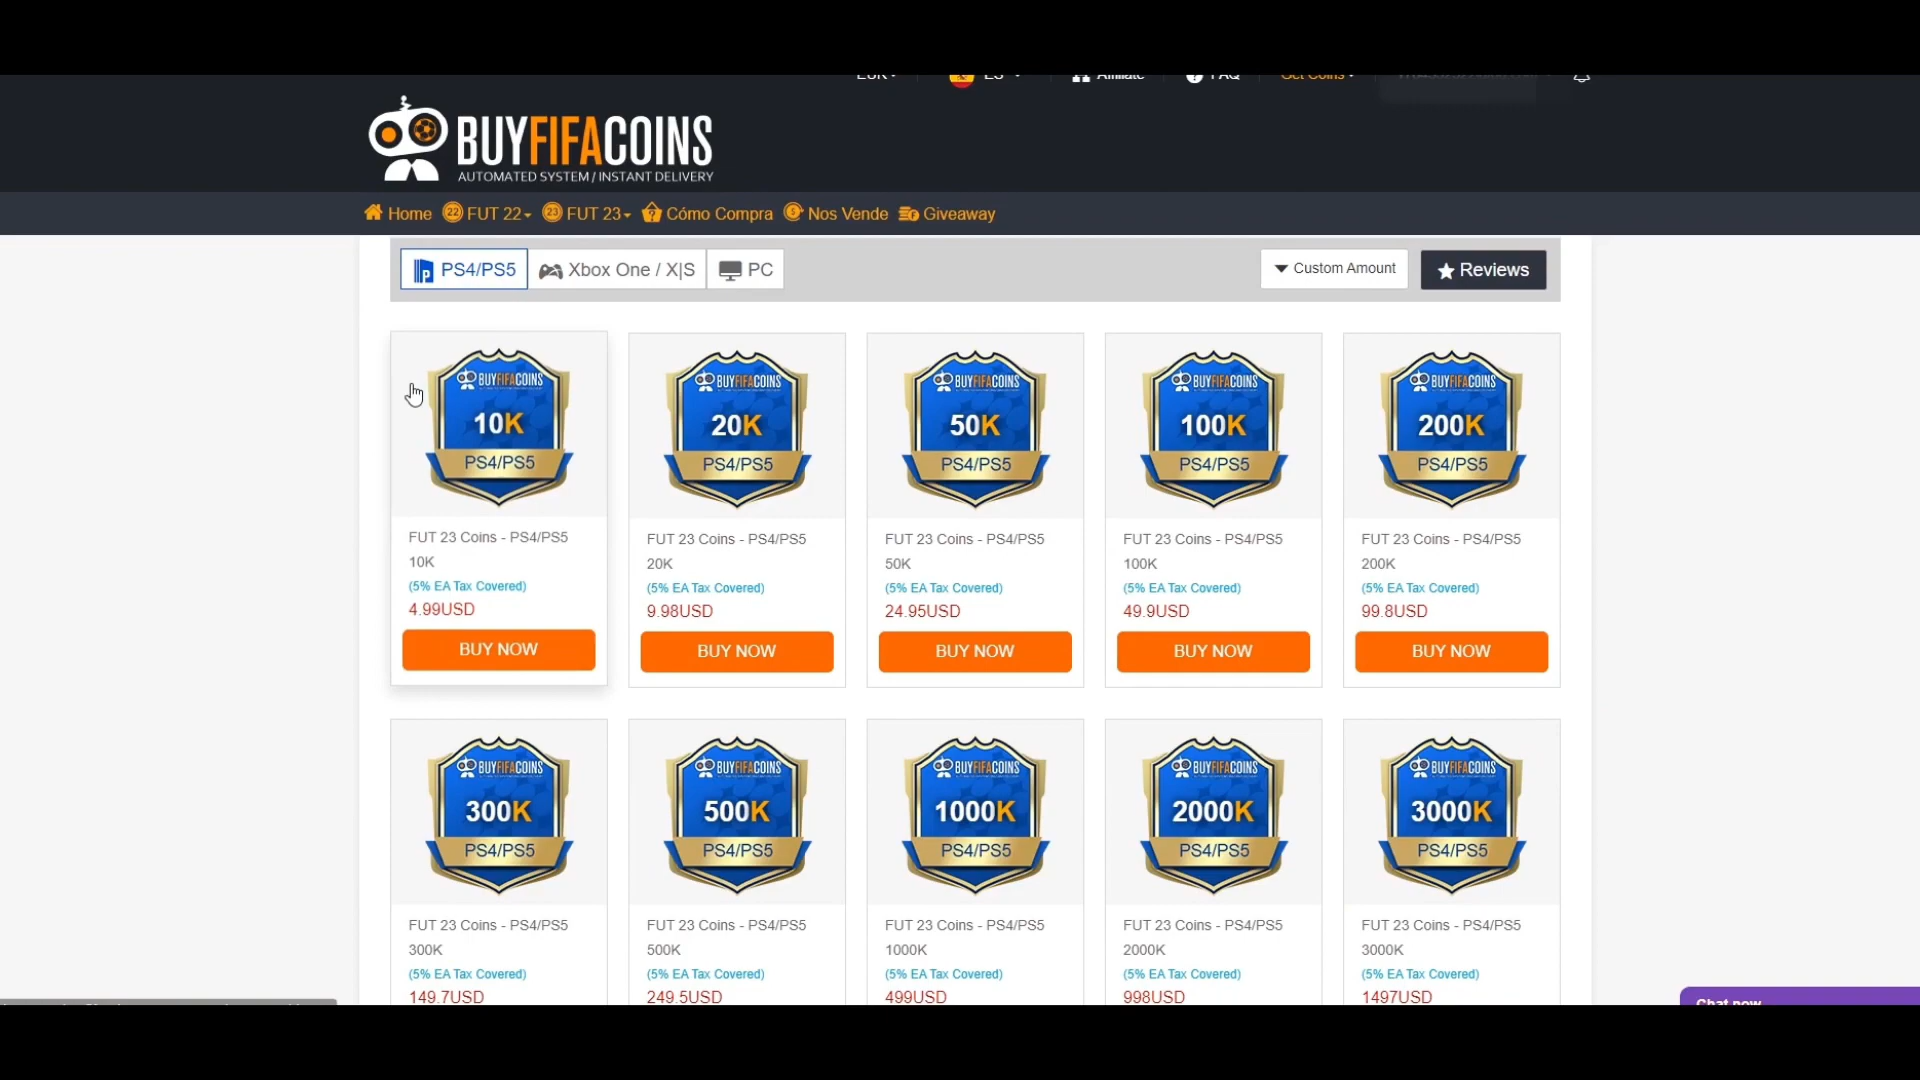 EUR ES Affiliate FAQ Get Coins
BUYFIFACOINS
AUTOMATED SYSTEM / INSTANT DELIVERY
Home 22 FUT 22 23 FUT 23 Cómo Compra Nos Vende Giveaway
PS4/PS5 Xbox One / X|S PC Custom Amount Reviews
BUYFIFACOINS BUYFIFACOINS BUYFIFACOINS BUYFIFACOINS BUYFIFACOINS
10K 20K 50K 100K 200K
PS4/PS5 PS4/PS5 PS4/PS5 PS4/PS5 PS4/PS5
FUT 23 Coins - PS4/PS5 FUT 23 Coins - PS4/PS5 FUT 23 Coins - PS4/PS5 FUT 23 Coins - PS4/PS5 FUT 23 Coins - PS4/PS5
10K 20K 50K 100K 200K
(5% EA Tax Covered) (5% EA Tax Covered) (5% EA Tax Covered) (5% EA Tax Covered) (5% EA Tax Covered)
4.99USD 9.98USD 24.95USD 49.9USD 99.8USD
BUY NOW BUY NOW BUY NOW BUY NOW BUY NOW
BUYFIFACOINS BUYFIFACOINS BUYFIFACOINS BUYFIFACOINS BUYFIFACOINS
300K 500K 1000K 2000K 3000K
PS4/PS5 PS4/PS5 PS4/PS5 PS4/PS5 PS4/PS5
FUT 23 Coins - PS4/PS5 FUT 23 Coins - PS4/PS5 FUT 23 Coins - PS4/PS5 FUT 23 Coins - PS4/PS5 FUT 23 Coins - PS4/PS5
300K 500K 1000K 2000K 3000K
(5% EA Tax Covered) (5% EA Tax Covered) (5% EA Tax Covered) (5% EA Tax Covered) (5% EA Tax Covered)
149.7USD 249.5USD 499USD 998USD 1497USD
Chat now